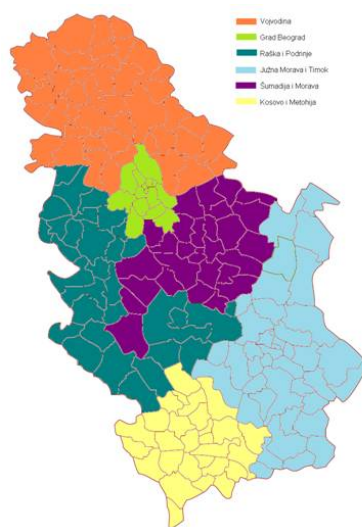 Vojvodina
Grad Beograd
Raška i Podrinje
Južna Morava i Timok
Šumadija i Morava
Kosovo i Metohija